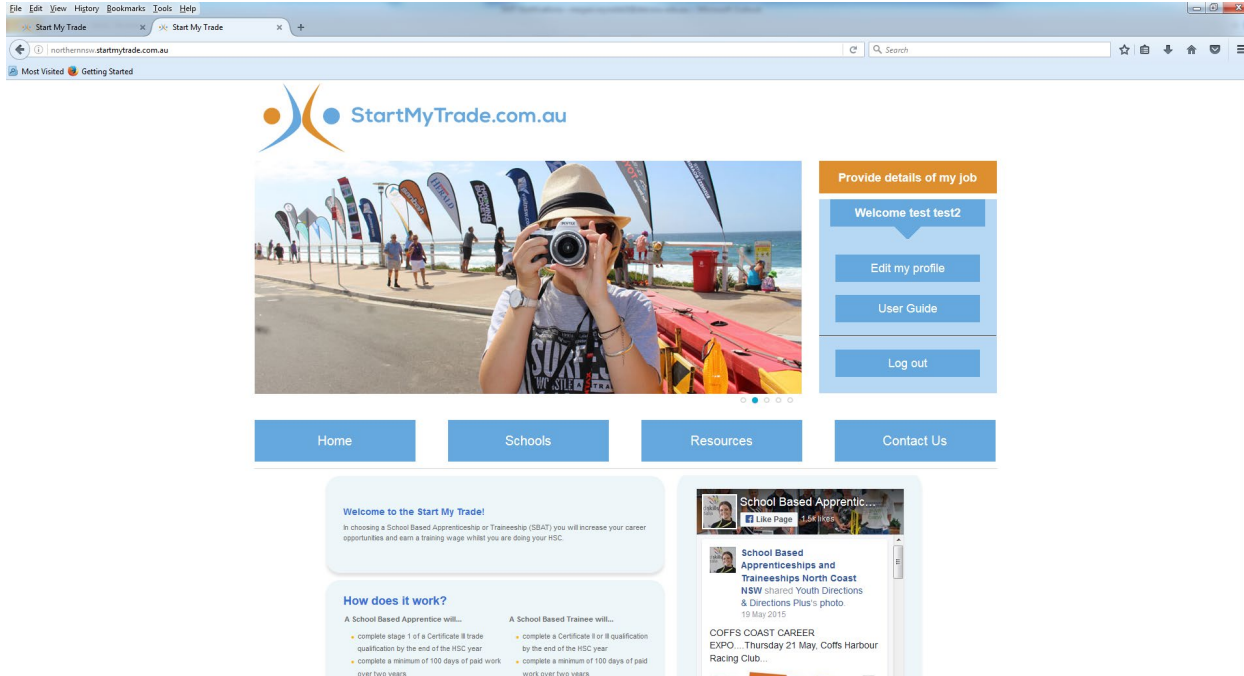 File Edit View History Bookmarks Tools Help
Start My Trade × Start My Trade × +
northernnsw.startmytrade.com.au Search
Most Visited Getting Started
StartMyTrade.com.au
HERALD
SURF
Provide details of my job
Welcome test test2
Edit my profile
User Guide
Log out
Home Schools Resources Contact Us
Welcome to the Start My Trade!
In choosing a School Based Apprenticeship or Traineeship (SBAT) you will increase your career
opportunities and earn a training wage whilst you are doing your HSC.
How does it work?
A School Based Apprentice will...
complete stage 1 of a Certificate III trade
qualification by the end of the HSC year
complete a minimum of 100 days of paid work
over two years
A School Based Trainee will...
complete a Certificate II or III qualification
by the end of the HSC year
complete a minimum of 100 days of paid
work over two years
School Based Apprentic...
Like Page 1.5k likes
School Based
Apprenticeships and
Traineeships North Coast
NSW shared Youth Directions
& Directions Plus's photo.
19 May 2015
COFFS COAST CAREER
EXPO....Thursday 21 May, Coffs Harbour
Racing Club...